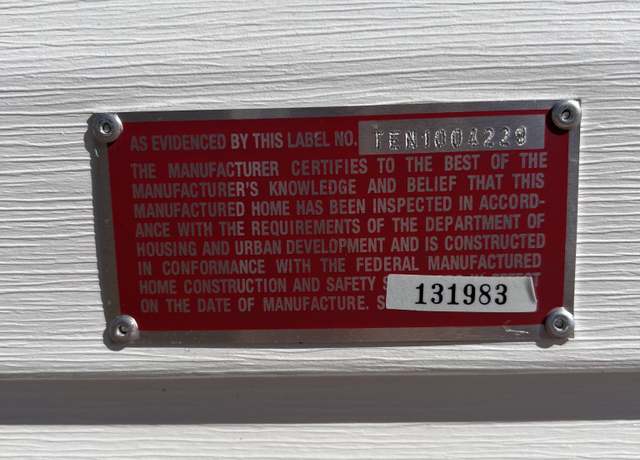 AS EVIDENCED BY THIS LABEL NO. TEN1004229
THE MANUFACTURER CERTIFIES TO THE BEST OF THE
MANUFACTURER'S KNOWLEDGE AND BELIEF THAT THIS
MANUFACTURED HOME HAS BEEN INSPECTED IN ACCORD-
ANCE WITH THE REQUIREMENTS OF THE DEPARTMENT OF
HOUSING AND URBAN DEVELOPMENT AND IS CONSTRUCTED
IN CONFORMANCE WITH THE FEDERAL MANUFACTURED
HOME CONSTRUCTION AND SAFETY
ON THE DATE OF MANUFACTURE.
131983